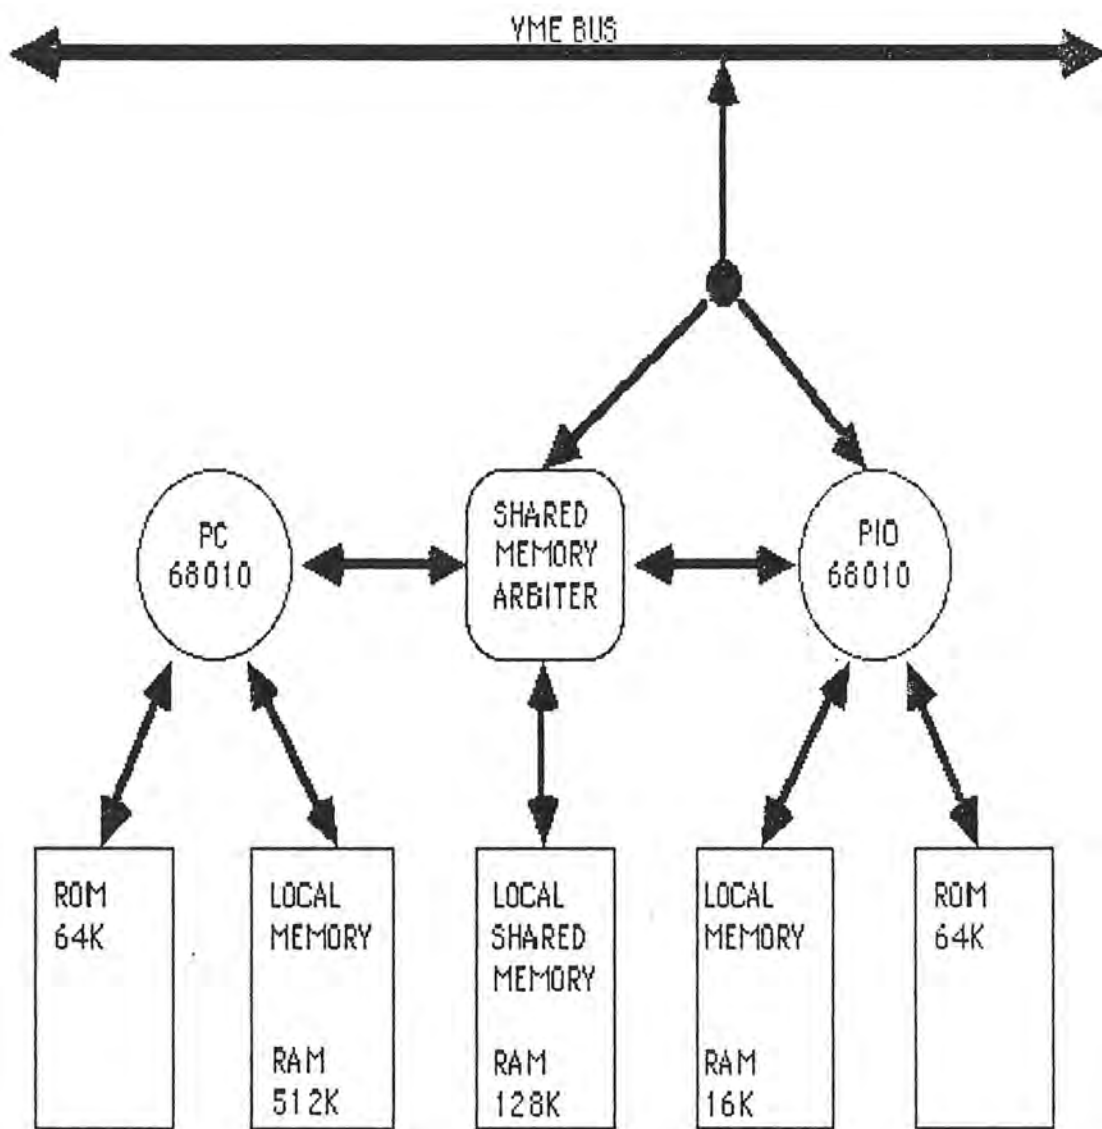 VME BUS
PC
68010
SHARED
MEMORY
ARBITER
PIO
68010
ROM
64K
LOCAL
MEMORY
RAM
512K
LOCAL
SHARED
MEMORY
RAM
128K
LOCAL
MEMORY
RAM
16K
ROM
64K